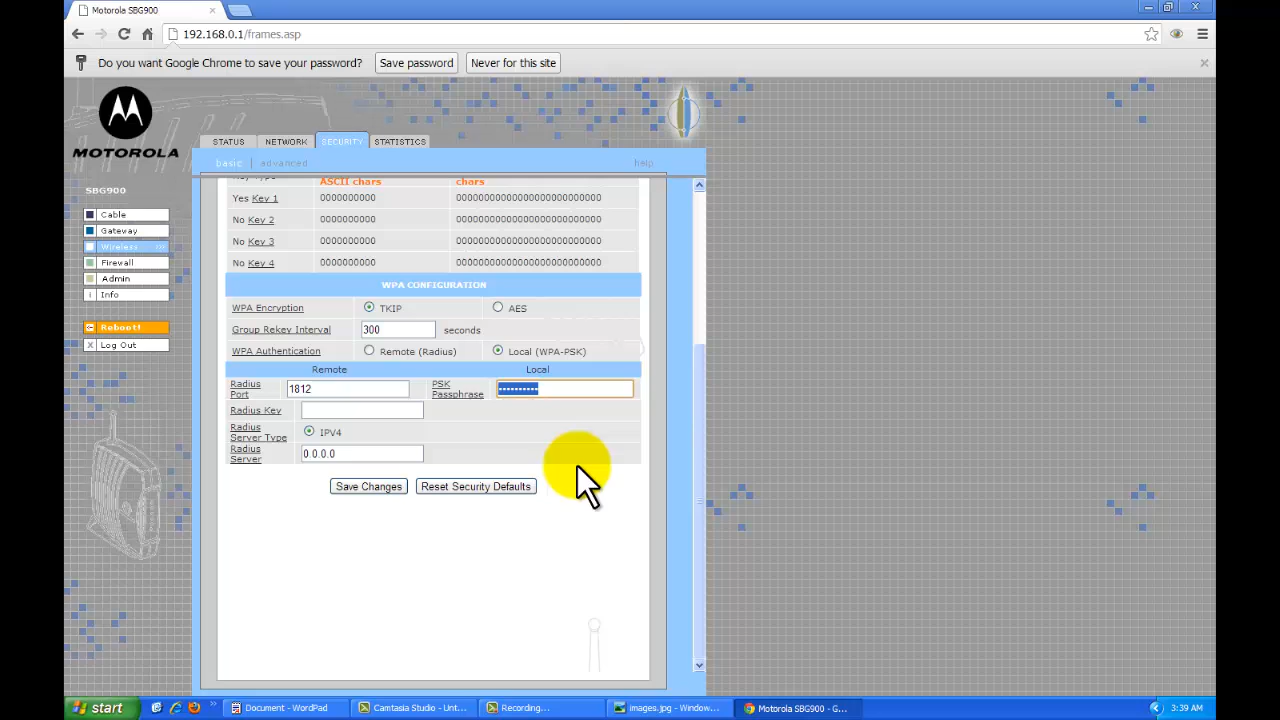 Motorola SBG900
192.168.0.1/frames.asp
Do you want Google Chrome to save your password? Save password Never for this site
MOTOROLA
STATUS NETWORK SECURITY STATISTICS
basic | advanced help
SBG900
Cable
Gateway
Wireless >>>
Firewall
Admin
i Info
Reboot!
X Log Out
ASCII chars chars
Yes Key 1 0000000000 00000000000000000000000000
No Key 2 0000000000 00000000000000000000000000
No Key 3 0000000000 00000000000000000000000000
No Key 4 0000000000 00000000000000000000000000
WPA CONFIGURATION
WPA Encryption TKIP AES
Group Rekey Interval 300 seconds
WPA Authentication Remote (Radius) Local (WPA-PSK)
Remote Local
Radius Port 1812 PSK Passphrase ----------
Radius Key
Radius Server Type IPV4
Radius Server 0.0.0.0
Save Changes Reset Security Defaults
start Document - WordPad Camtasia Studio - Unt... Recording... images.jpg - Window... Motorola SBG900 - G... 3:39 AM